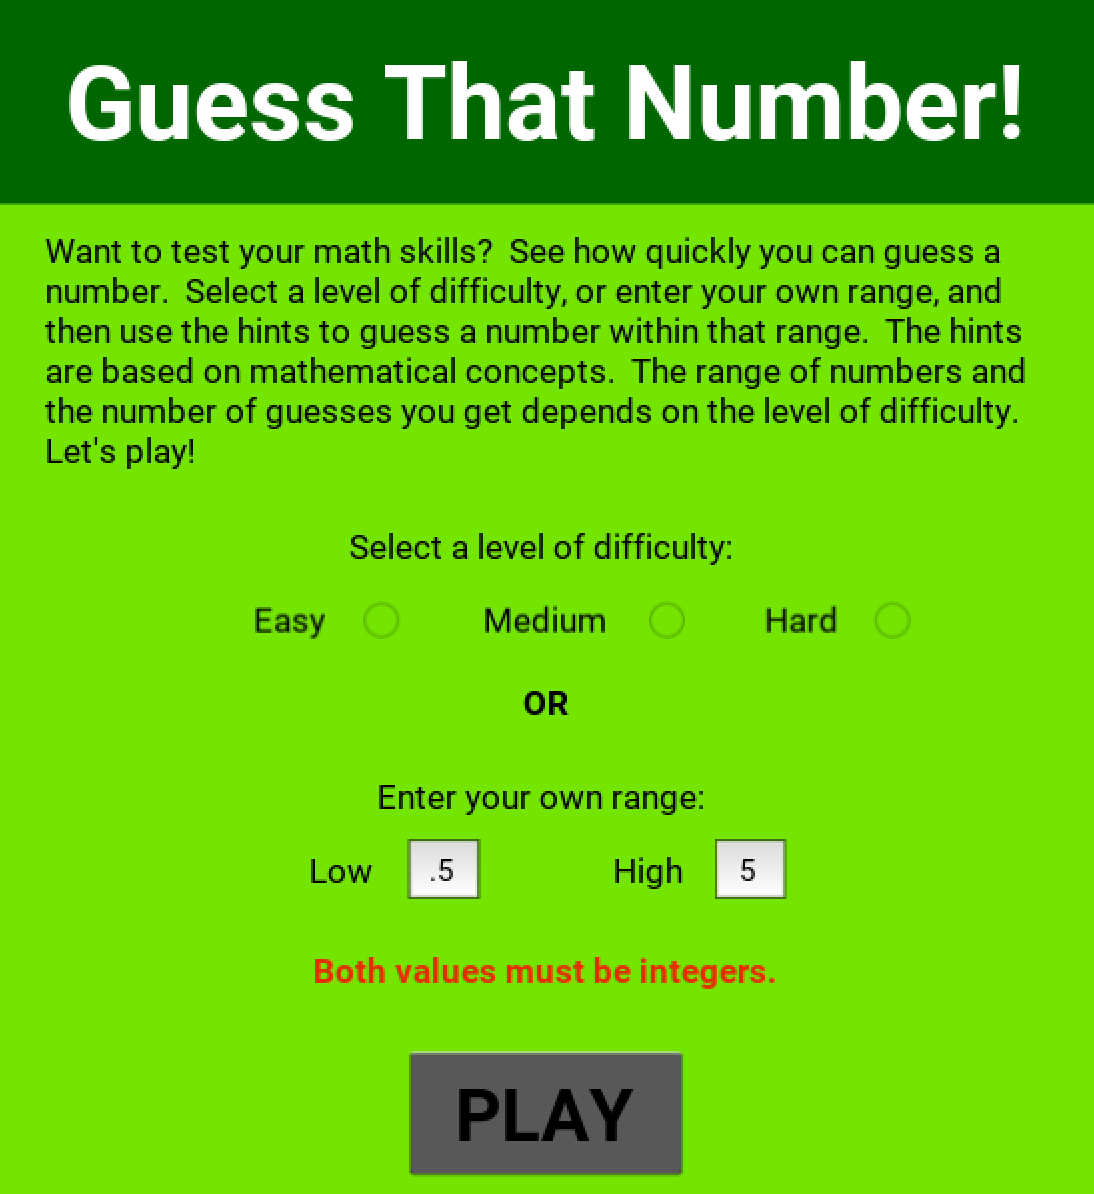 Guess That Number!
Want to test your math skills?  See how quickly you can guess a
number.  Select a level of difficulty, or enter your own range, and
then use the hints to guess a number within that range.  The hints
are based on mathematical concepts.  The range of numbers and
the number of guesses you get depends on the level of difficulty.
Let's play!
Select a level of difficulty:
Easy Medium Hard
OR
Enter your own range:
Low .5 High 5
Both values must be integers.
PLAY